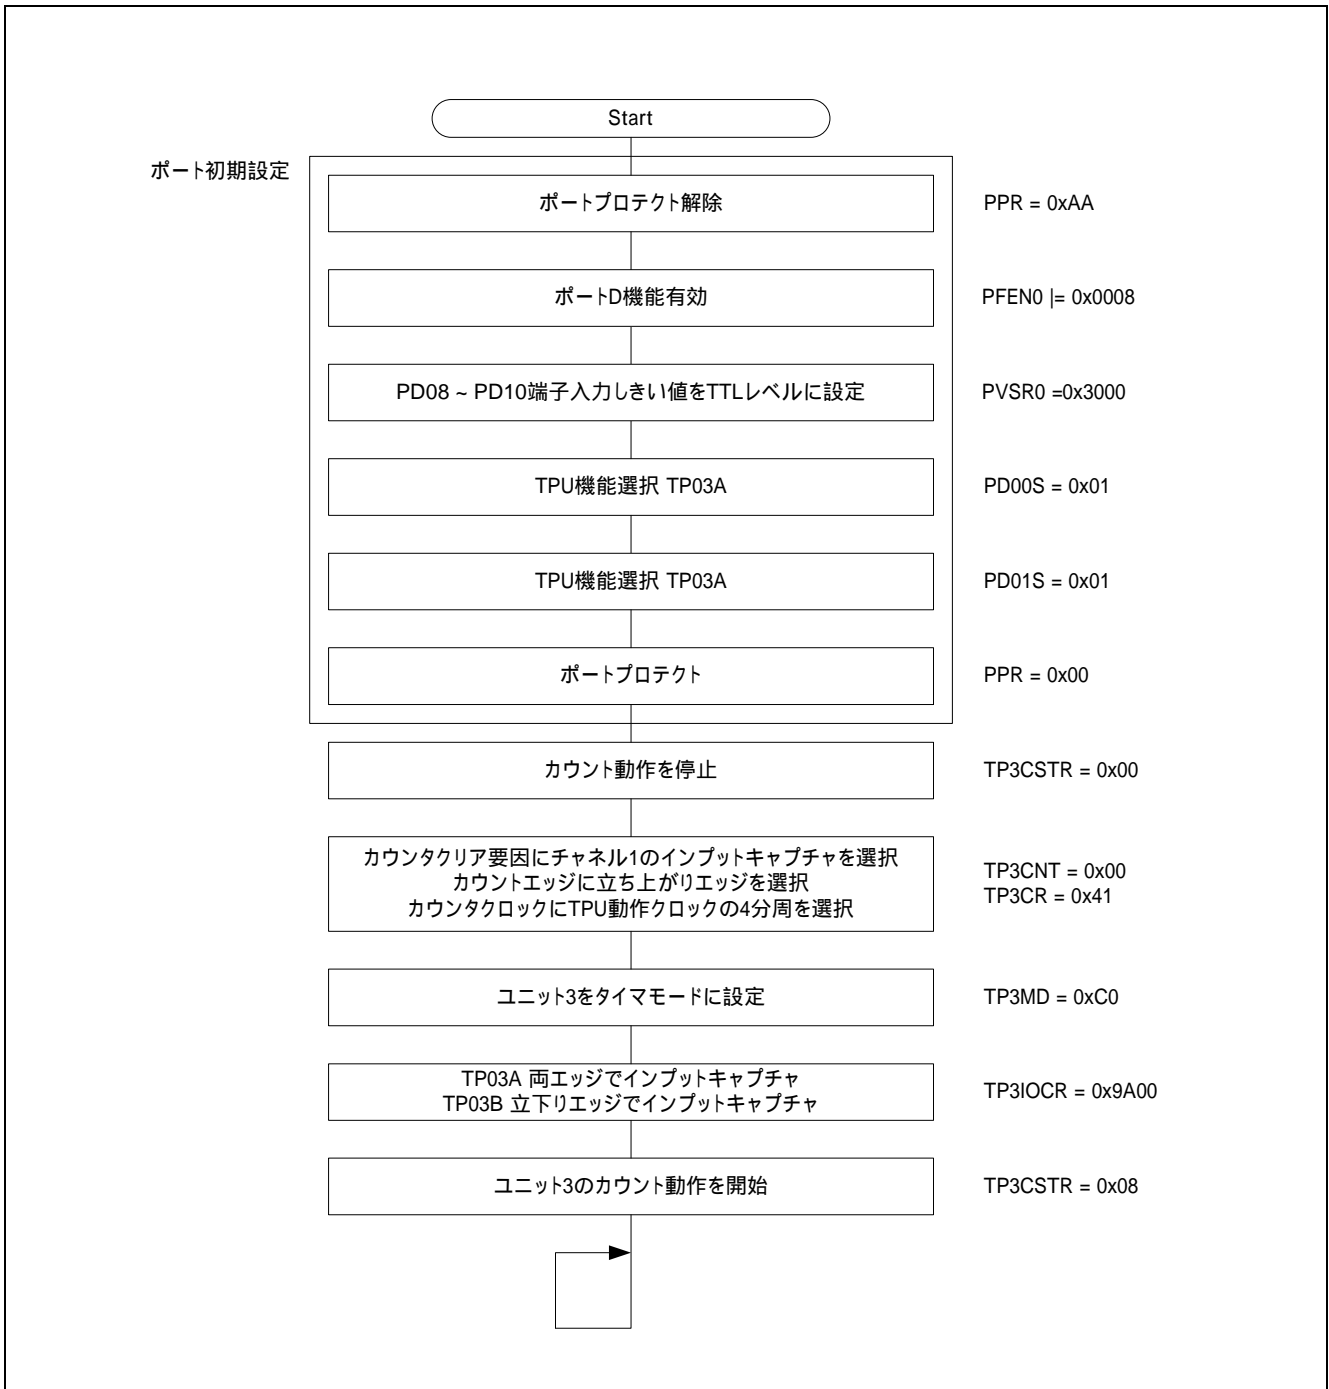 Start
ポート初期設定
ポートプロテクト解除
PPR = 0xAA
ポートD機能有効
PFEN0 |= 0x0008
PD08 ~ PD10端子入力しきい値をTTLレベルに設定
PVSR0 =0x3000
TPU機能選択 TP03A
PD00S = 0x01
TPU機能選択 TP03A
PD01S = 0x01
ポートプロテクト
PPR = 0x00
カウント動作を停止
TP3CSTR = 0x00
カウンタクリア要因にチャネル1のインプットキャプチャを選択
カウントエッジに立ち上がりエッジを選択
カウンタクロックにTPU動作クロックの4分周を選択
TP3CNT = 0x00
TP3CR = 0x41
ユニット3をタイマモードに設定
TP3MD = 0xC0
TP03A 両エッジでインプットキャプチャ
TP03B 立下りエッジでインプットキャプチャ
TP3IOCR = 0x9A00
ユニット3のカウント動作を開始
TP3CSTR = 0x08